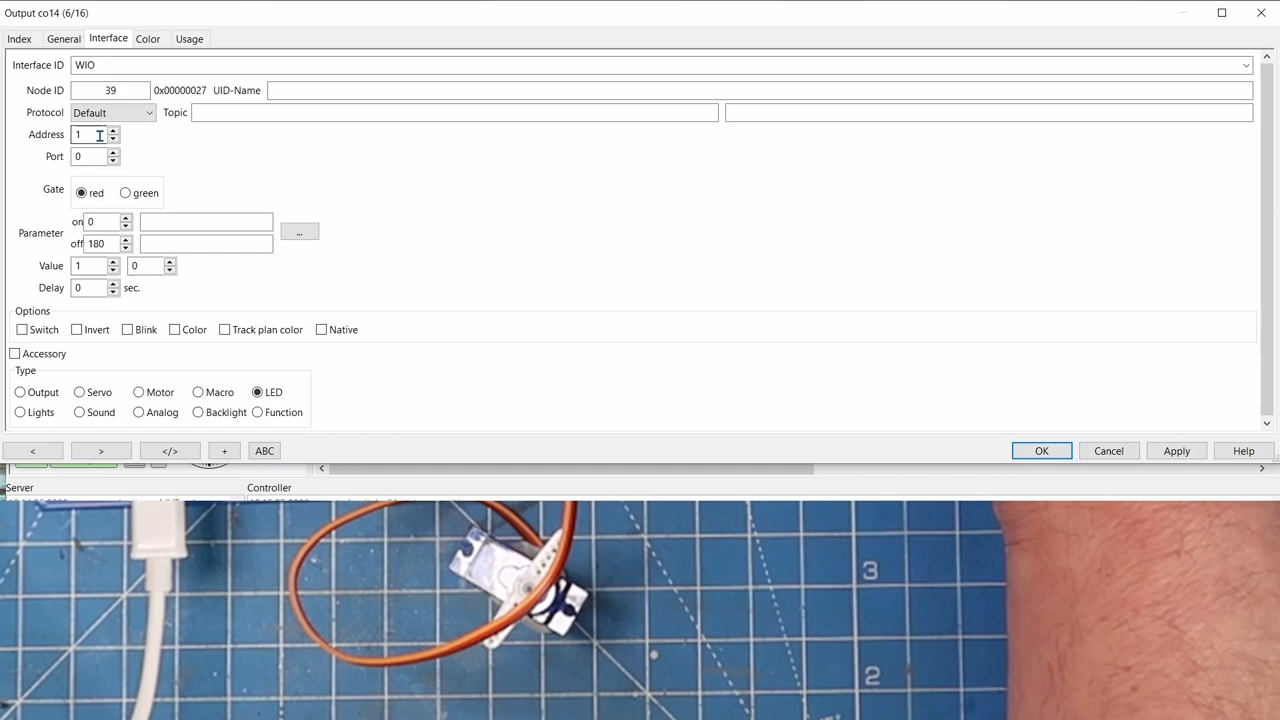 Output co14 (6/16)
Index General Interface Color Usage
Interface ID WIO
Node ID 39 0x00000027 UID-Name
Protocol Default Topic
Address 1
Port 0
Gate red green
Parameter on 0
off 180
...
Value 1 0
Delay 0 sec.
Options
Switch Invert Blink Color Track plan color Native
Accessory
Type
Output Servo Motor Macro LED
Lights Sound Analog Backlight Function
< > </> + ABC OK Cancel Apply Help
Server Controller
3
2